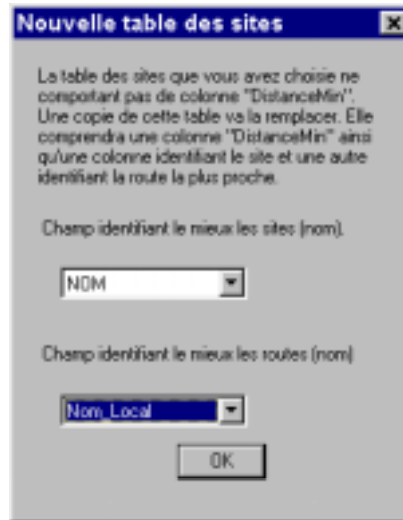 Nouvelle table des sites
La table des sites que vous avez choisie ne
comportant pas de colonne "DistanceMin".
Une copie de cette table va la remplacer. Elle
comprendra une colonne "DistanceMin" ainsi
qu'une colonne identifiant le site et une autre
identifiant la route la plus proche.
Champ identifiant le mieux les sites (nom).
NOM
Champ identifiant le mieux les routes (nom)
Nom_Local
OK